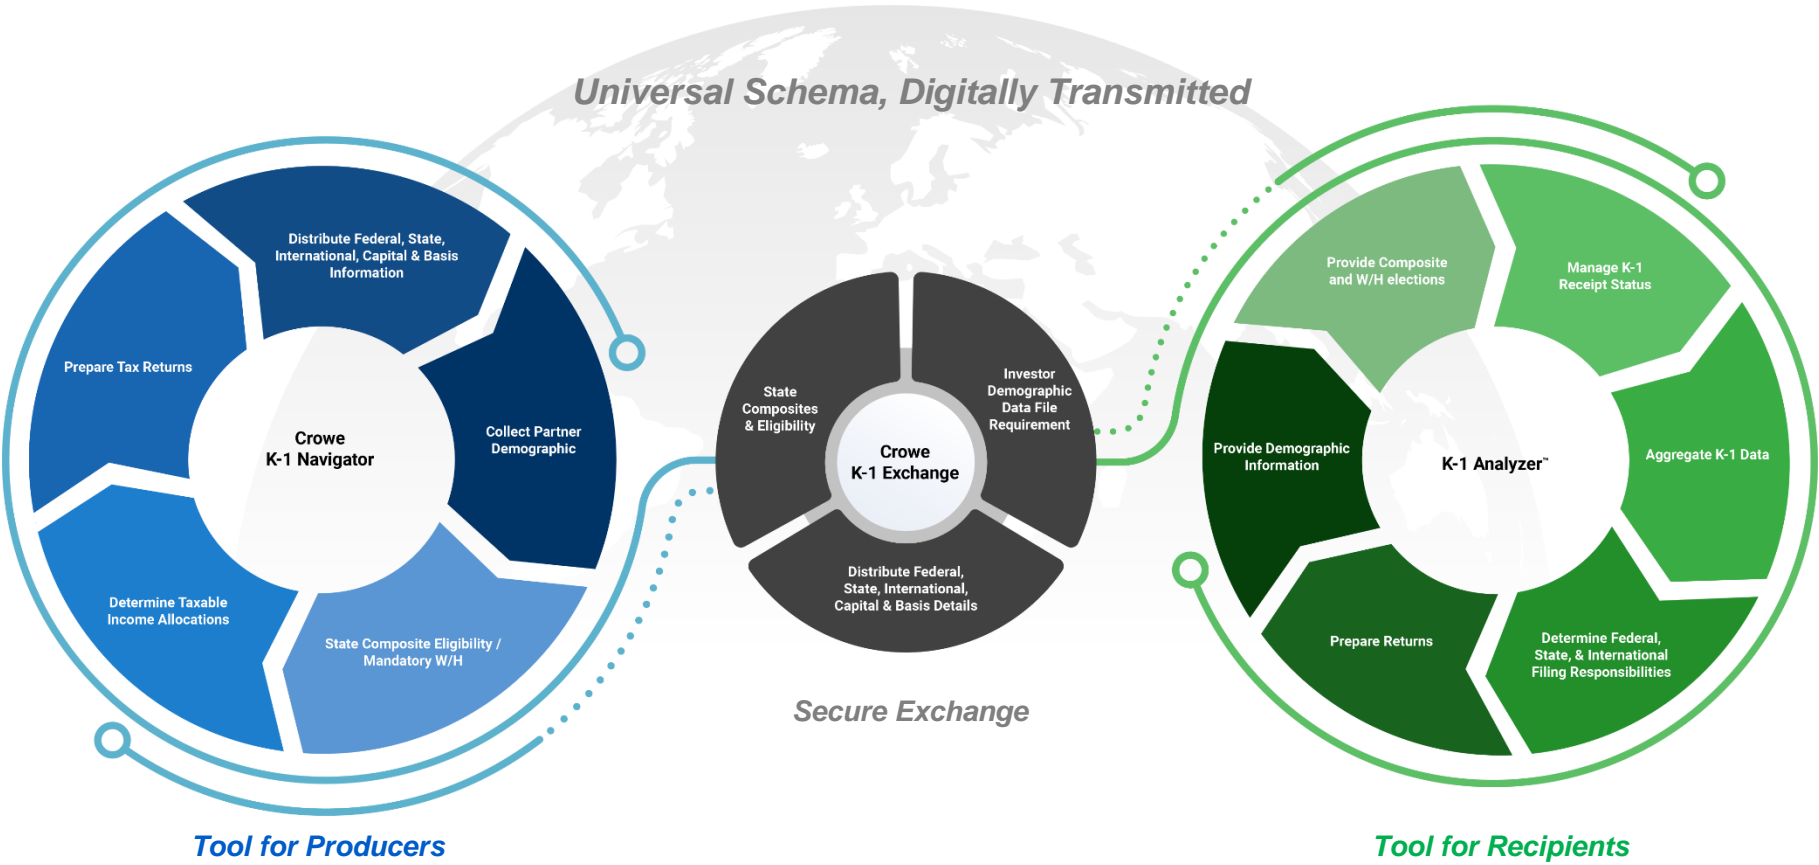 Universal Schema, Digitally Transmitted
Distribute Federal, State,
International, Capital & Basis
Information
Collect Partner
Demographic
State Composite Eligibility /
Mandatory W/H
Determine Taxable
Income Allocations
Prepare Tax Returns
Crowe
K-1 Navigator
Tool for Producers
State
Composites
& Eligibility
Investor
Demographic
Data File
Requirement
Distribute Federal,
State, International,
Capital & Basis Details
Crowe
K-1 Exchange
Secure Exchange
Provide Composite
and W/H elections
Manage K-1
Receipt Status
Aggregate K-1 Data
Determine Federal,
State, & International
Filing Responsibilities
Prepare Returns
Provide Demographic
Information
K-1 Analyzer™
Tool for Recipients